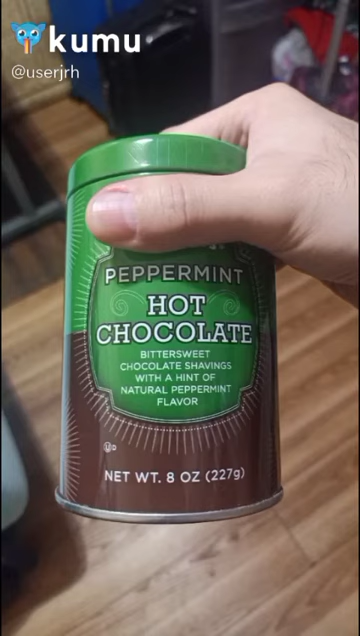 kumu
@userjrh
PEPPERMINT
HOT
CHOCOLATE
BITTERSWEET
CHOCOLATE SHAVINGS
WITH A HINT OF
NATURAL PEPPERMINT
FLAVOR
UD
NET WT. 8 OZ (227g)